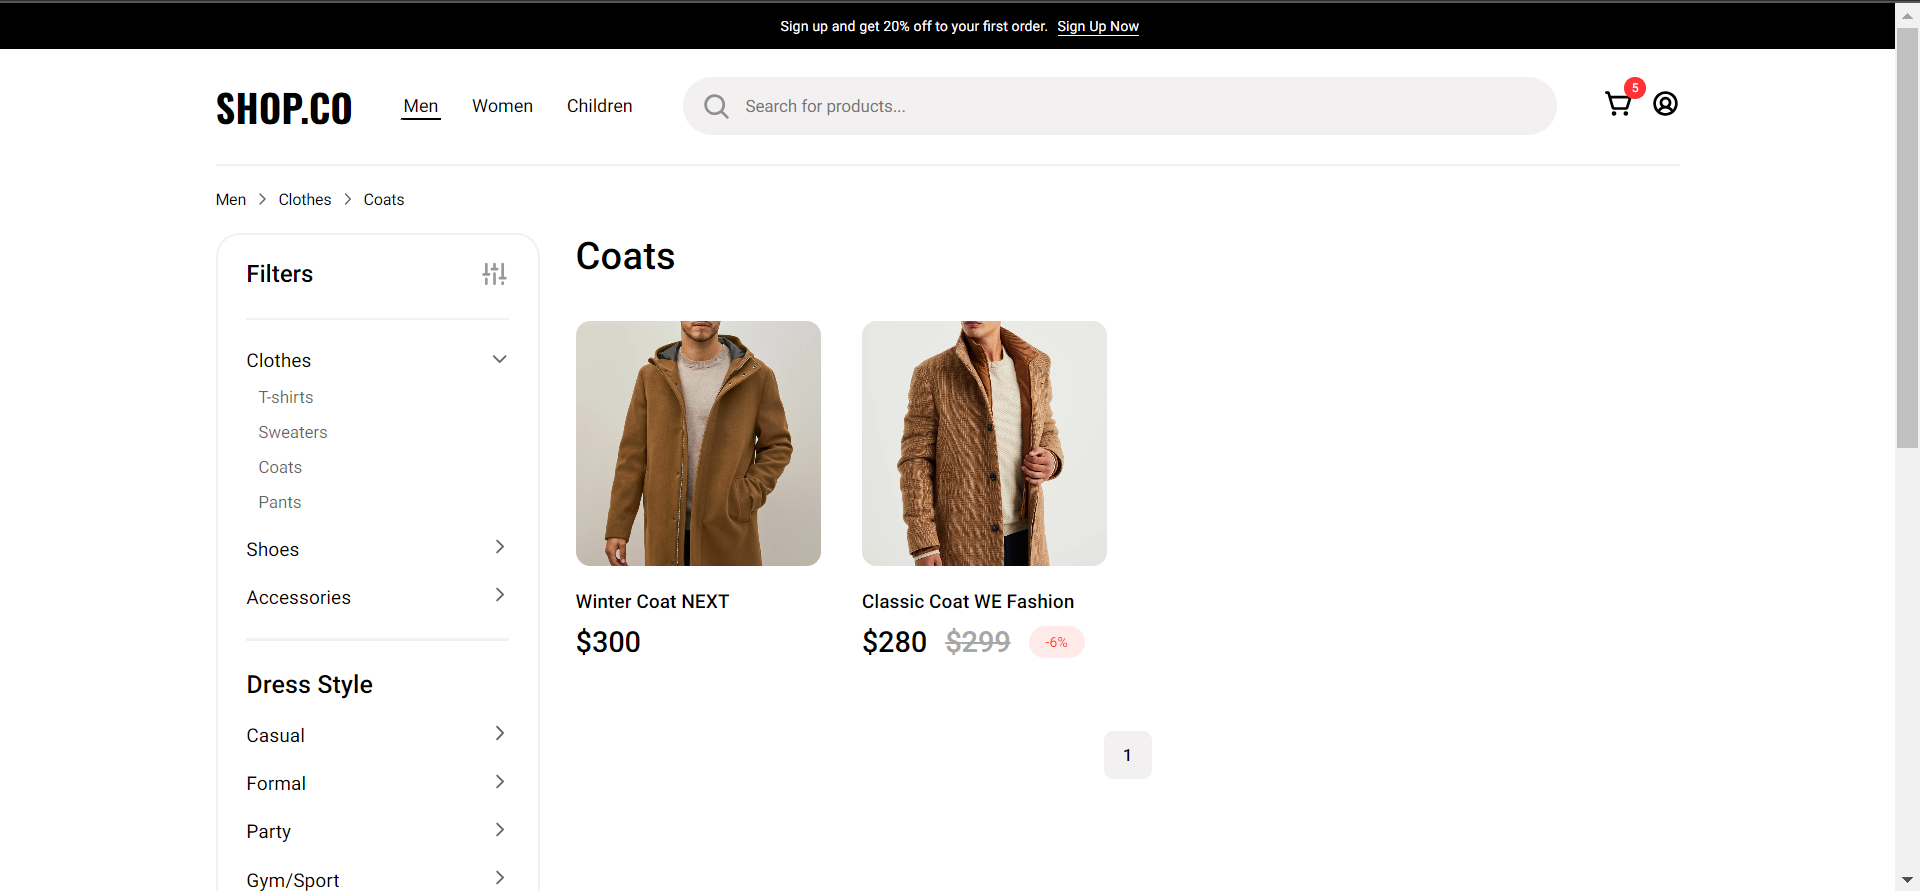 Sign up and get 20% off to your first order. Sign Up Now
SHOP.CO
Men Women Children
Search for products...
5
Men > Clothes > Coats
Filters
Clothes
T-shirts
Sweaters
Coats
Pants
Shoes
Accessories
Dress Style
Casual
Formal
Party
Gym/Sport
Coats
Winter Coat NEXT
$300
Classic Coat WE Fashion
$280 $299 -6%
1